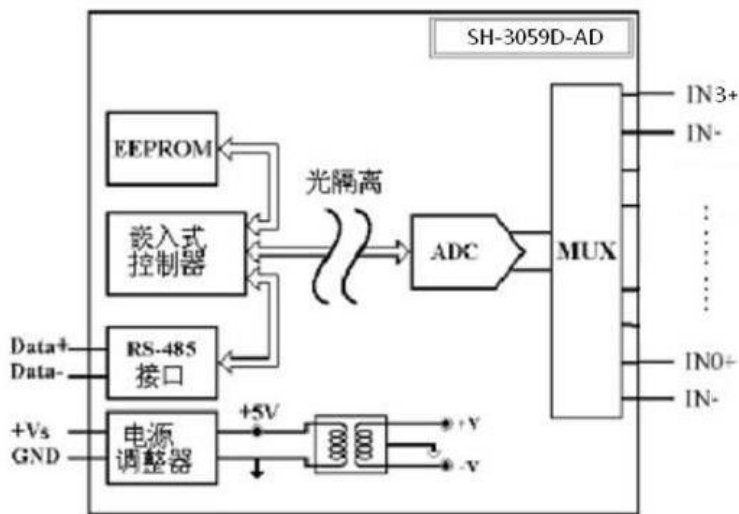 SH-3059D-AD
IN3+
EEPROM
IN-
光隔离
嵌入式
控制器
ADC
MUX
Data+
RS-485
Data-
接口
IN0+
IN-
+5V
+V
+Vs
电源
GND
调整器
-V